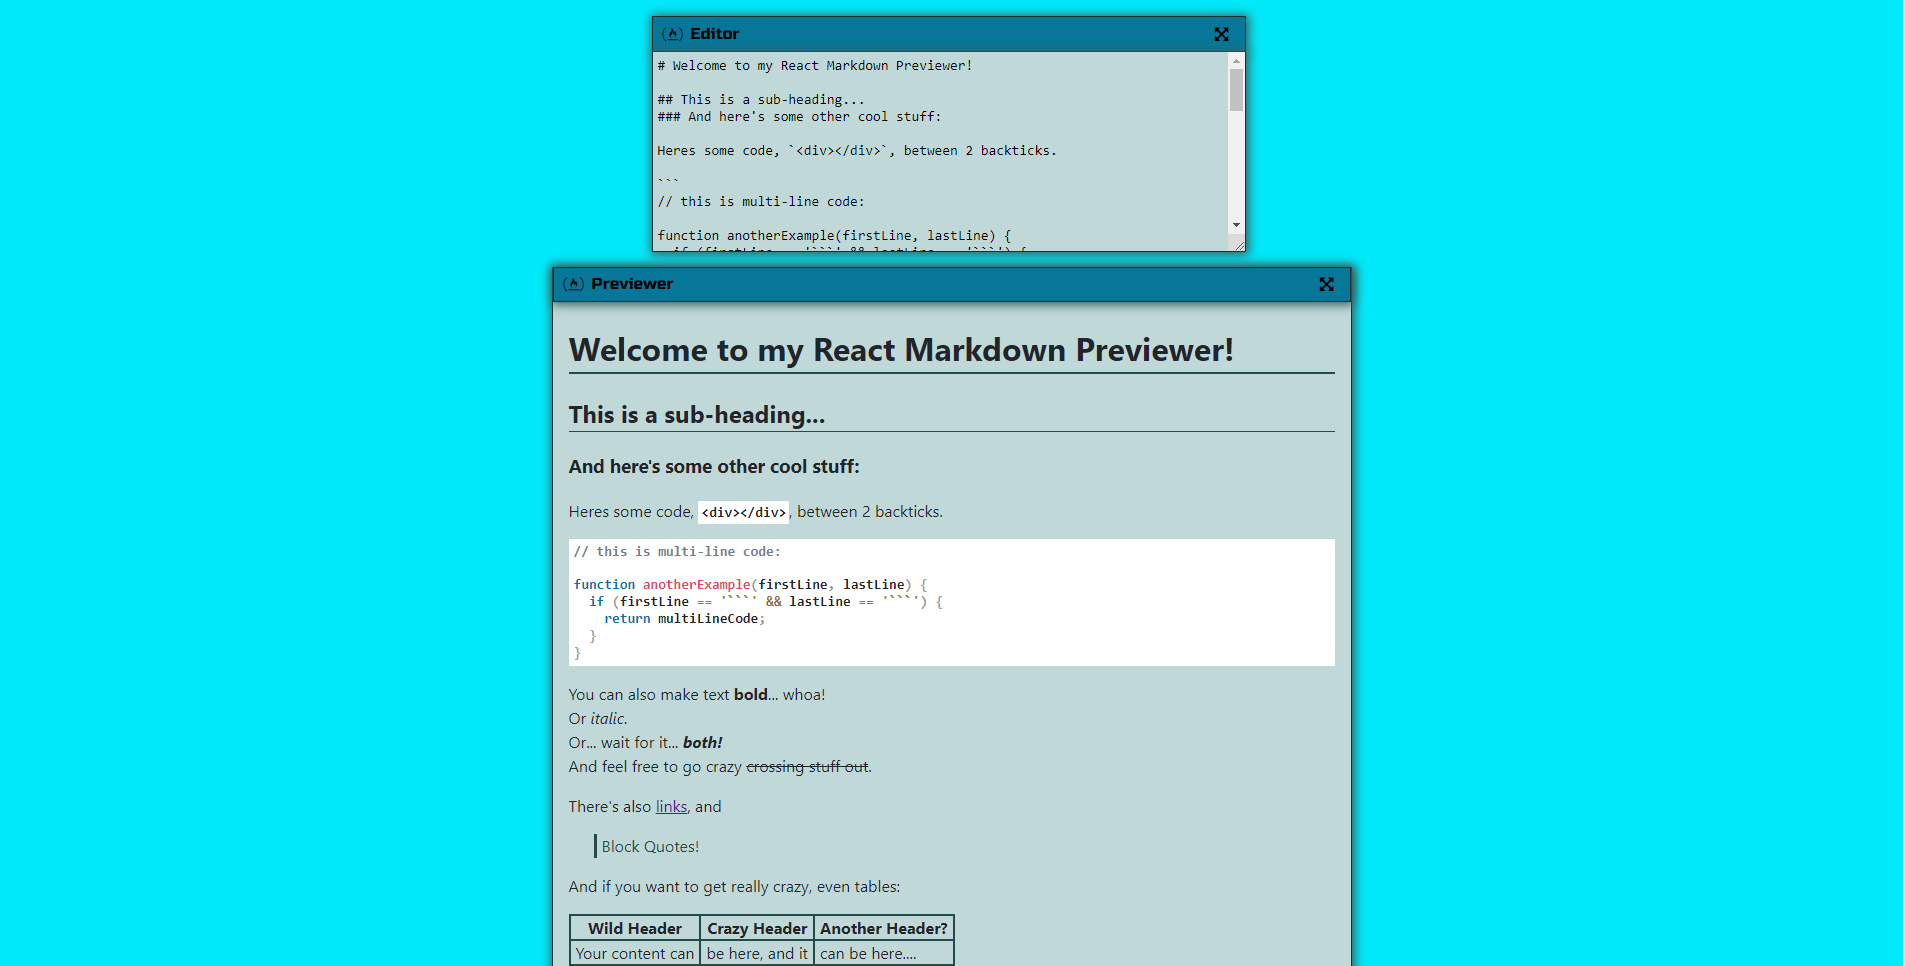 Editor
# Welcome to my React Markdown Previewer!
## This is a sub-heading...
### And here's some other cool stuff:
Heres some code, `<div></div>`, between 2 backticks.
```
// this is multi-line code:
function anotherExample(firstLine, lastLine) {
if (firstLine == '```' && lastLine == '```') {
Previewer
Welcome to my React Markdown Previewer!
This is a sub-heading...
And here's some other cool stuff:
Heres some code, <div></div>, between 2 backticks.
// this is multi-line code:
function anotherExample(firstLine, lastLine) {
  if (firstLine == '```' && lastLine == '```') {
    return multiLineCode;
  }
}
You can also make text bold... whoa!
Or italic.
Or... wait for it... both!
And feel free to go crazy crossing stuff out.
There's also links, and
Block Quotes!
And if you want to get really crazy, even tables:
Wild Header Crazy Header Another Header?
Your content can be here, and it can be here....